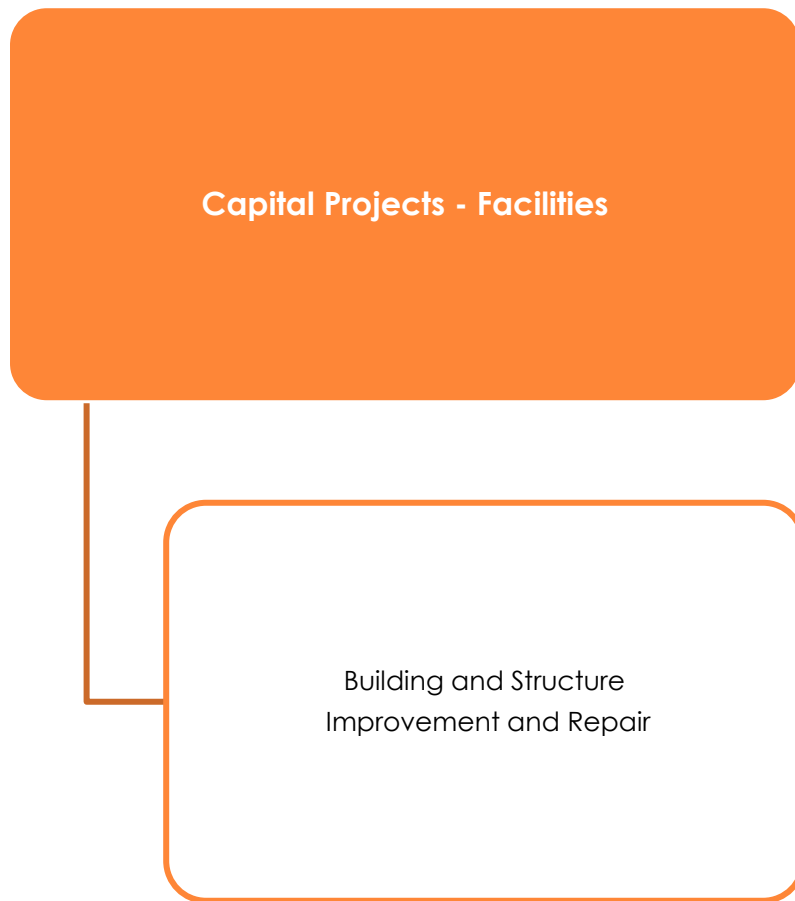 Capital Projects - Facilities
Building and Structure
Improvement and Repair